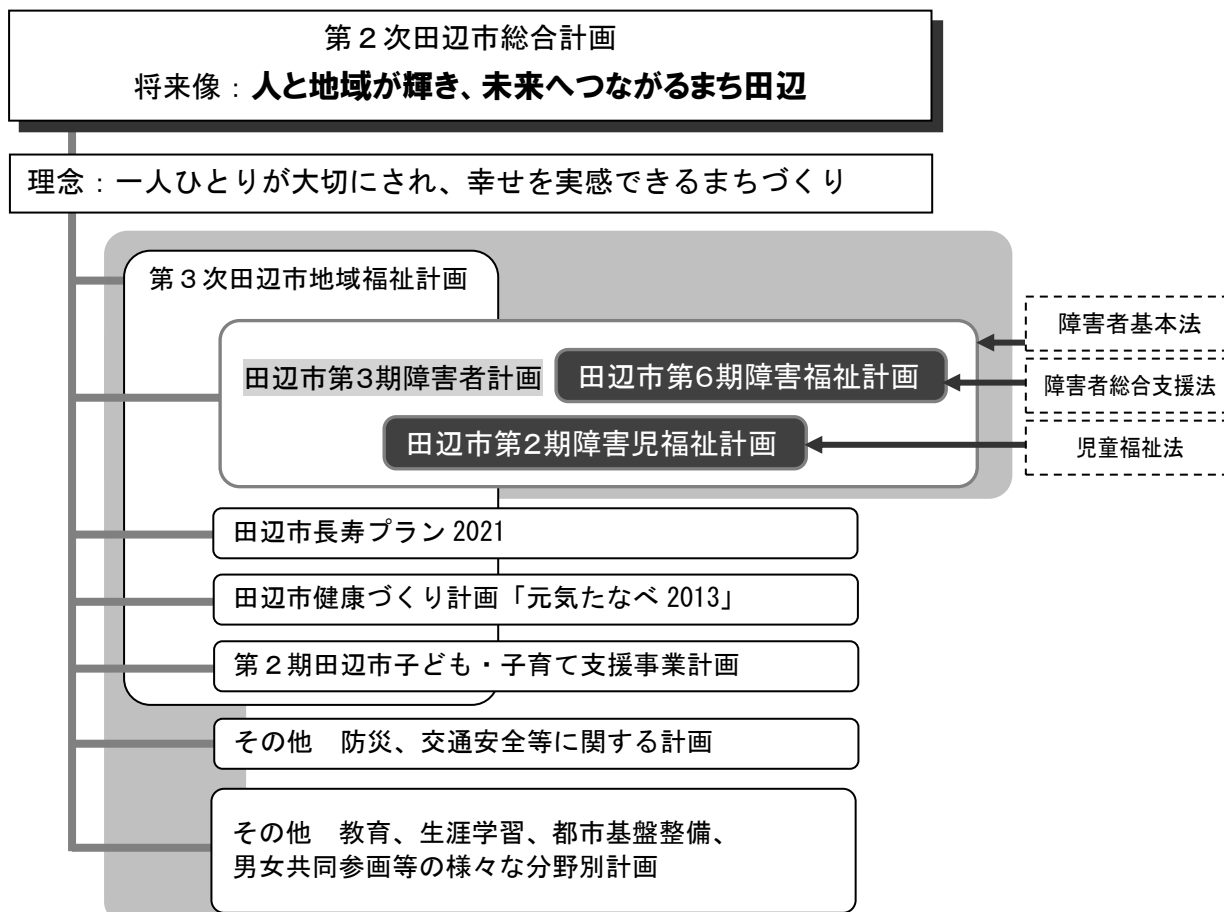 第２次田辺市総合計画
将来像：人と地域が輝き、未来へつながるまち田辺
理念：一人ひとりが大切にされ、幸せを実感できるまちづくり
第３次田辺市地域福祉計画
障害者基本法
田辺市第3期障害者計画
田辺市第6期障害福祉計画
障害者総合支援法
田辺市第2期障害児福祉計画
児童福祉法
田辺市長寿プラン 2021
田辺市健康づくり計画「元気たなべ 2013」
第２期田辺市子ども・子育て支援事業計画
その他　防災、交通安全等に関する計画
その他　教育、生涯学習、都市基盤整備、
男女共同参画等の様々な分野別計画